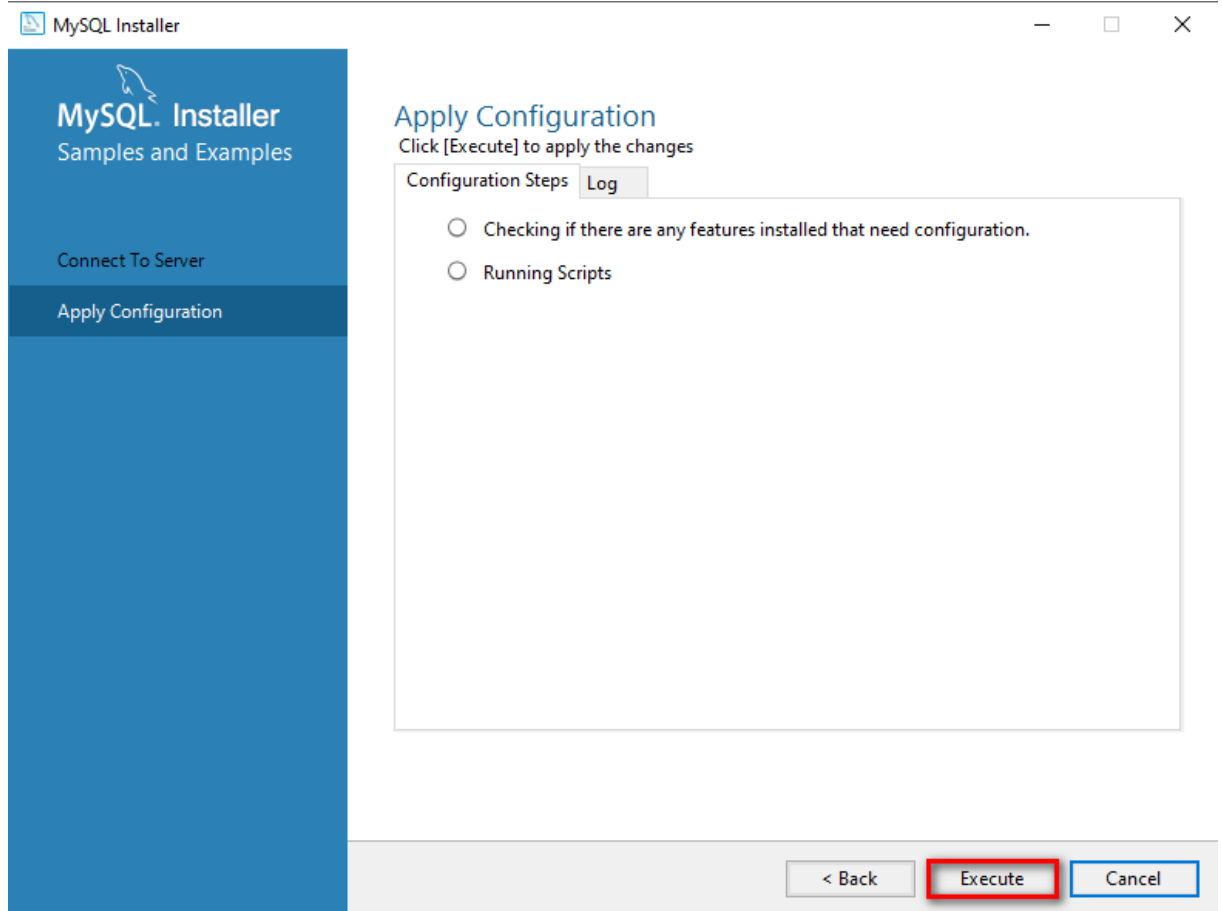 MySQL Installer
MySQL. Installer
Samples and Examples
Connect To Server
Apply Configuration
Apply Configuration
Click [Execute] to apply the changes
Configuration Steps
Log
Checking if there are any features installed that need configuration.
Running Scripts
< Back
Execute
Cancel